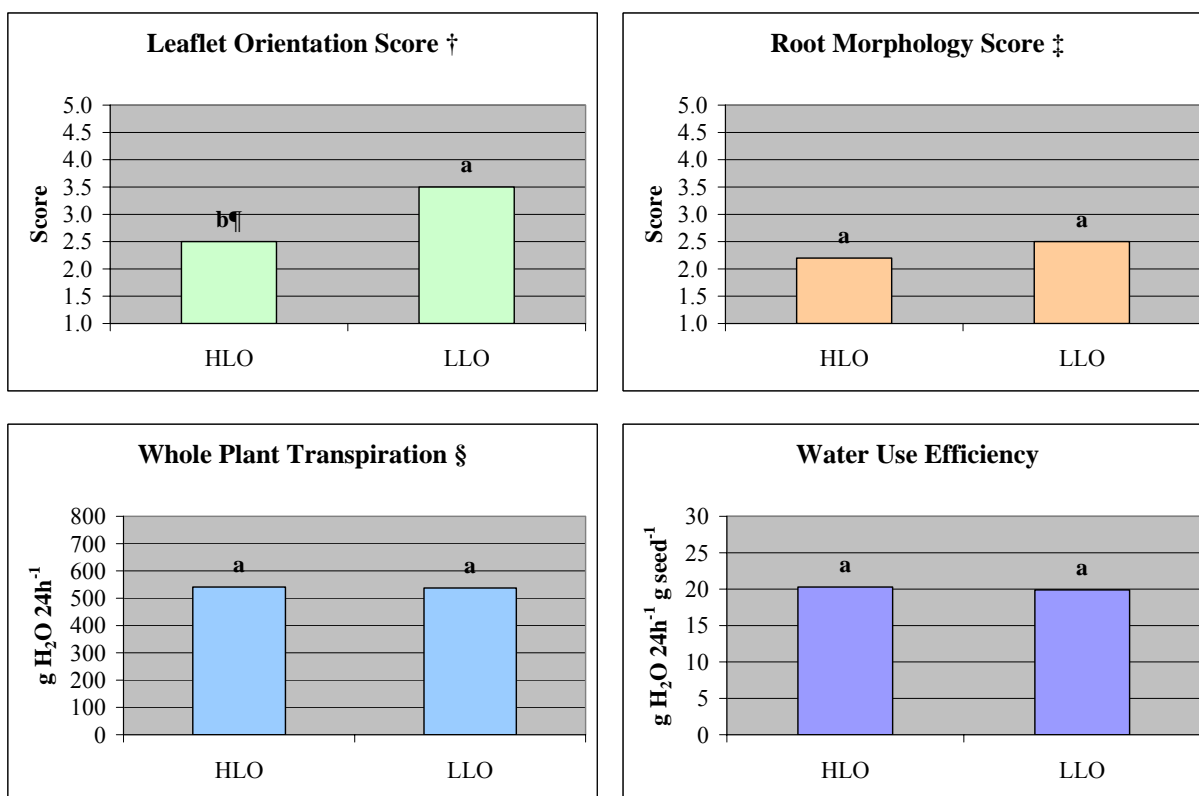 Leaflet Orientation Score †
Score
5.0
4.5
4.0
3.5
3.0
2.5
2.0
1.5
1.0
b¶
a
HLO
LLO
Root Morphology Score ‡
Score
5.0
4.5
4.0
3.5
3.0
2.5
2.0
1.5
1.0
a
a
HLO
LLO
Whole Plant Transpiration §
g H₂O 24h⁻¹
800
700
600
500
400
300
200
100
0
a
a
HLO
LLO
Water Use Efficiency
g H₂O 24h⁻¹ g seed⁻¹
30
25
20
15
10
5
0
a
a
HLO
LLO